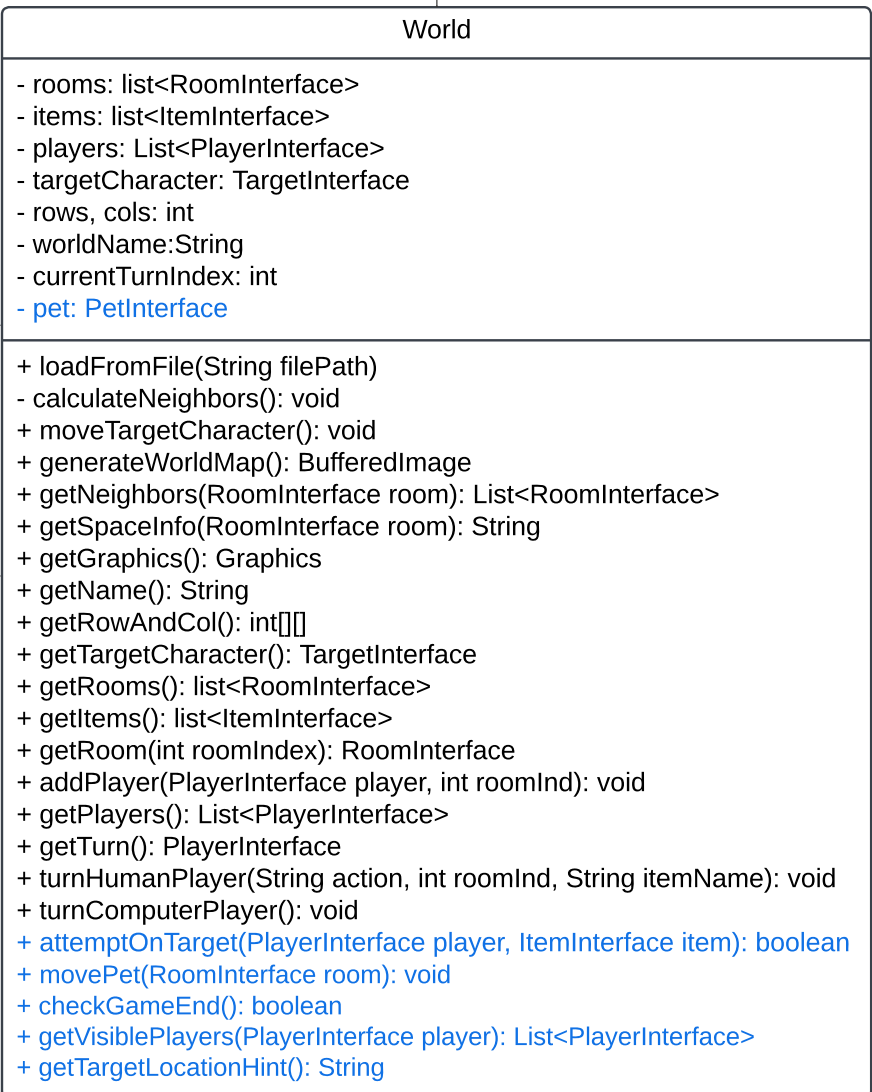 World
- rooms: list<RoomInterface>
- items: list<ItemInterface>
- players: List<PlayerInterface>
- targetCharacter: TargetInterface
- rows, cols: int
- worldName:String
- currentTurnIndex: int
- pet: PetInterface
+ loadFromFile(String filePath)
- calculateNeighbors(): void
+ moveTargetCharacter(): void
+ generateWorldMap(): BufferedImage
+ getNeighbors(RoomInterface room): List<RoomInterface>
+ getSpaceInfo(RoomInterface room): String
+ getGraphics(): Graphics
+ getName(): String
+ getRowAndCol(): int[][]
+ getTargetCharacter(): TargetInterface
+ getRooms(): list<RoomInterface>
+ getItems(): list<ItemInterface>
+ getRoom(int roomIndex): RoomInterface
+ addPlayer(PlayerInterface player, int roomInd): void
+ getPlayers(): List<PlayerInterface>
+ getTurn(): PlayerInterface
+ turnHumanPlayer(String action, int roomInd, String itemName): void
+ turnComputerPlayer(): void
+ attemptOnTarget(PlayerInterface player, ItemInterface item): boolean
+ movePet(RoomInterface room): void
+ checkGameEnd(): boolean
+ getVisiblePlayers(PlayerInterface player): List<PlayerInterface>
+ getTargetLocationHint(): String